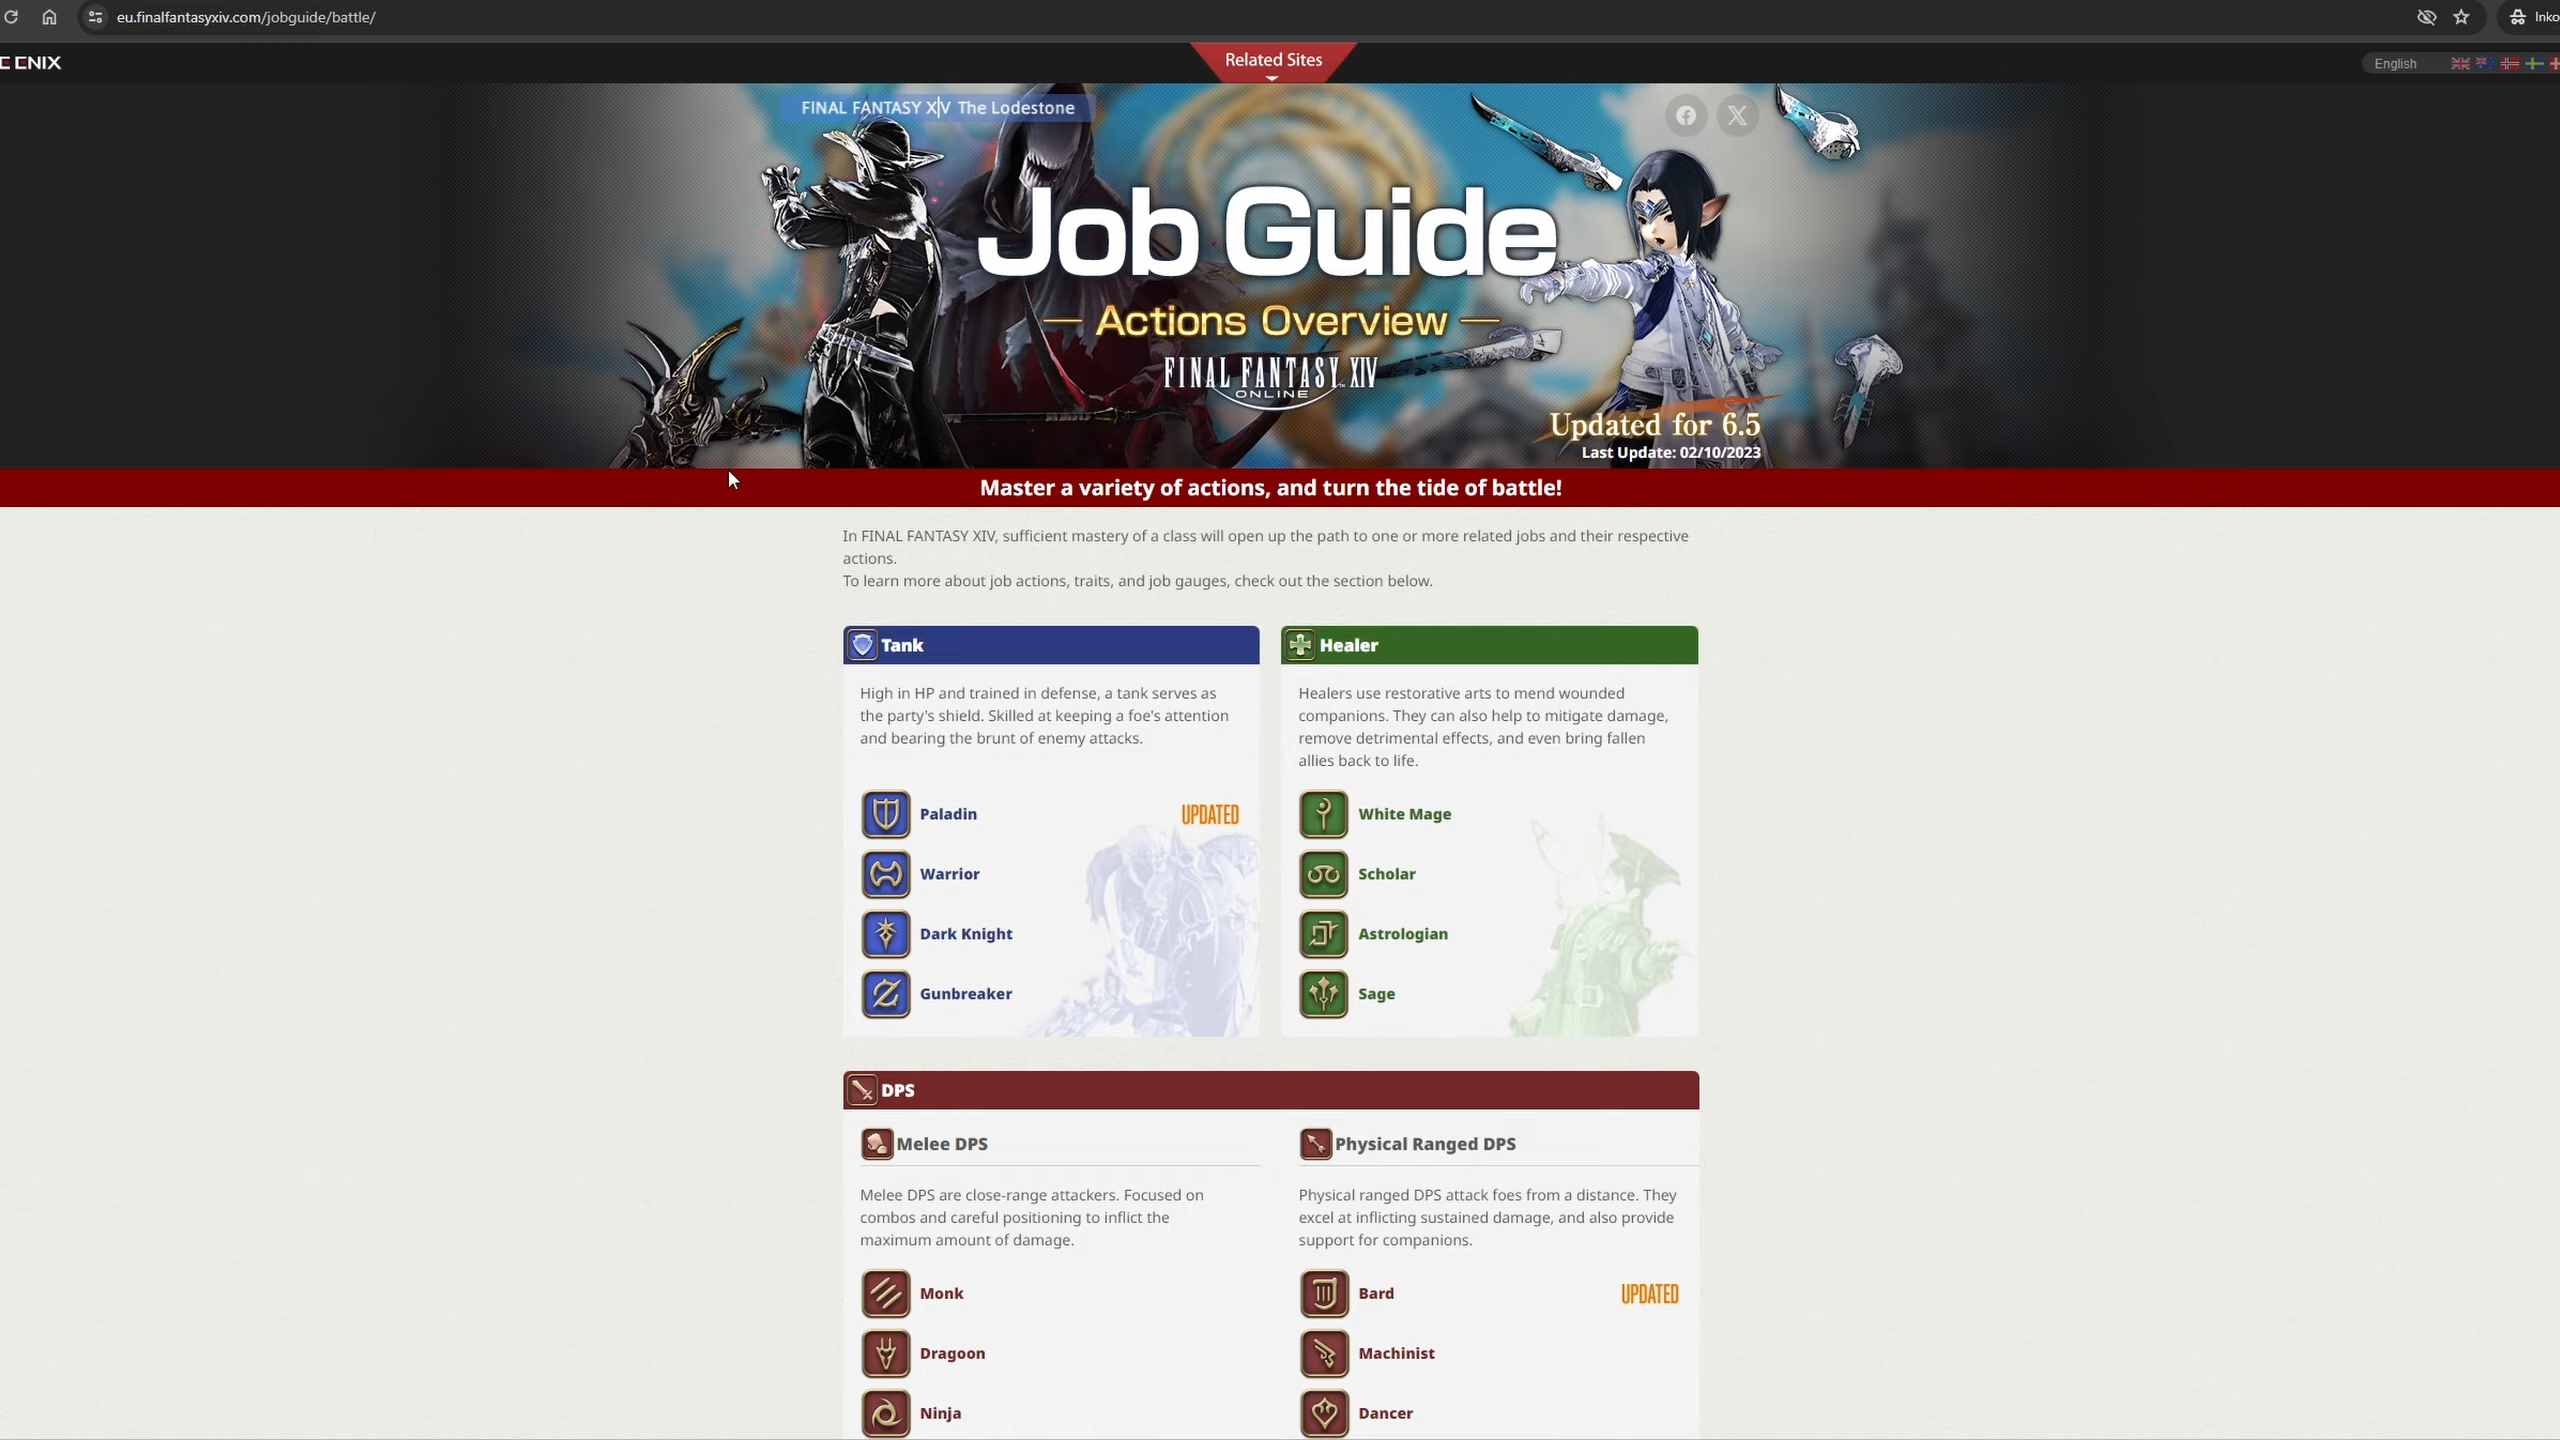 eu.finalfantasyxiv.com/jobguide/battle/
Inko
ENIX
Related Sites
English
FINAL FANTASY XIV The Lodestone
Job Guide
Actions Overview
FINAL FANTASY XIV
ONLINE
Updated for 6.5
Last Update: 02/10/2023
Master a variety of actions, and turn the tide of battle!
In FINAL FANTASY XIV, sufficient mastery of a class will open up the path to one or more related jobs and their respective
actions.
To learn more about job actions, traits, and job gauges, check out the section below.
Tank
High in HP and trained in defense, a tank serves as
the party's shield. Skilled at keeping a foe's attention
and bearing the brunt of enemy attacks.
Paladin UPDATED
Warrior
Dark Knight
Gunbreaker
Healer
Healers use restorative arts to mend wounded
companions. They can also help to mitigate damage,
remove detrimental effects, and even bring fallen
allies back to life.
White Mage
Scholar
Astrologian
Sage
DPS
Melee DPS
Melee DPS are close-range attackers. Focused on
combos and careful positioning to inflict the
maximum amount of damage.
Monk
Dragoon
Ninja
Physical Ranged DPS
Physical ranged DPS attack foes from a distance. They
excel at inflicting sustained damage, and also provide
support for companions.
Bard UPDATED
Machinist
Dancer